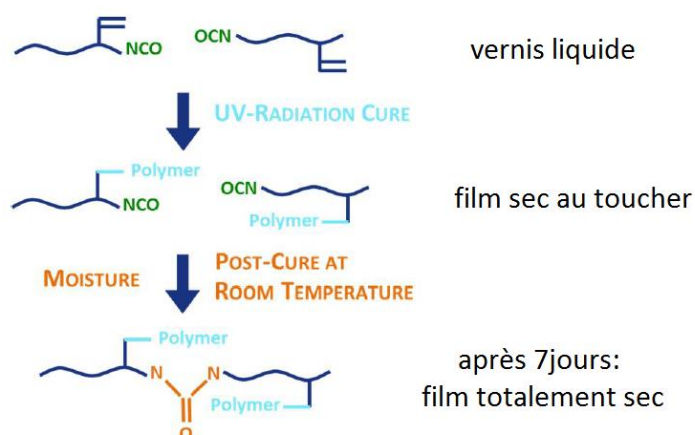 NCO
OCN
vernis liquide
UV-RADIATION CURE
Polymer
NCO
OCN
Polymer
film sec au toucher
MOISTURE
POST-CURE AT
ROOM TEMPERATURE
Polymer
N
N
Polymer
O
après 7jours:
film totalement sec